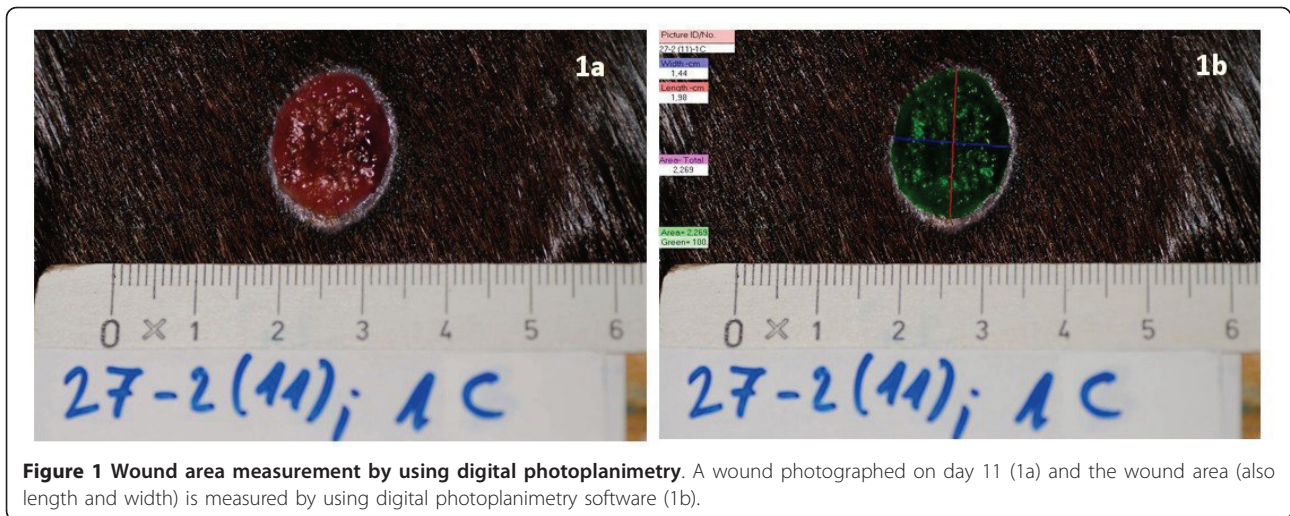 1a
0 1 2 3 4 5 6
27-2(11); 1C
1b
Picture ID/No.
27-2 (11)-1C
Width -cm
1,44
Length -cm
1,98
Area- Total
2,269
Area= 2,269
Green= 100
0 1 2 3 4 5 6
27-2(11); 1C
Figure 1 Wound area measurement by using digital photoplanimetry. A wound photographed on day 11 (1a) and the wound area (also
length and width) is measured by using digital photoplanimetry software (1b).